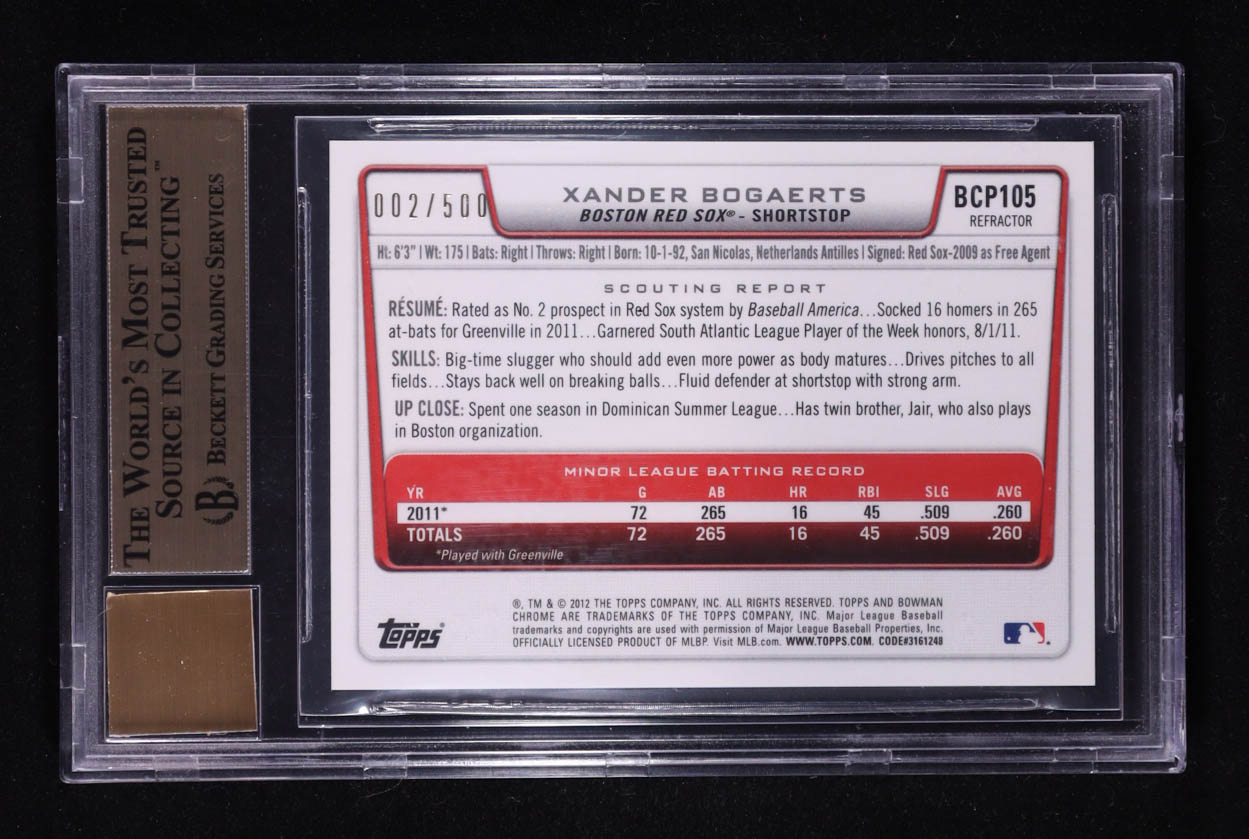 THE WORLD'S MOST TRUSTED
SOURCE IN COLLECTING™
B BECKETT GRADING SERVICES
002/500
XANDER BOGAERTS
BOSTON RED SOX® - SHORTSTOP
BCP105
REFRACTOR
Ht: 6'3" | Wt: 175 | Bats: Right | Throws: Right | Born: 10-1-92, San Nicolas, Netherlands Antilles | Signed: Red Sox-2009 as Free Agent
SCOUTING REPORT
RÉSUMÉ: Rated as No. 2 prospect in Red Sox system by Baseball America...Socked 16 homers in 265
at-bats for Greenville in 2011...Garnered South Atlantic League Player of the Week honors, 8/1/11.
SKILLS: Big-time slugger who should add even more power as body matures...Drives pitches to all
fields...Stays back well on breaking balls...Fluid defender at shortstop with strong arm.
UP CLOSE: Spent one season in Dominican Summer League...Has twin brother, Jair, who also plays
in Boston organization.
MINOR LEAGUE BATTING RECORD
YR G AB HR RBI SLG AVG
2011* 72 265 16 45 .509 .260
TOTALS 72 265 16 45 .509 .260
*Played with Greenville
TOPPS®
®, TM & © 2012 THE TOPPS COMPANY, INC. ALL RIGHTS RESERVED. TOPPS AND BOWMAN
CHROME ARE TRADEMARKS OF THE TOPPS COMPANY, INC. Major League Baseball
trademarks and copyrights are used with permission of Major League Baseball Properties, Inc.
OFFICIALLY LICENSED PRODUCT OF MLBP. Visit MLB.com. WWW.TOPPS.COM. CODE#3161248